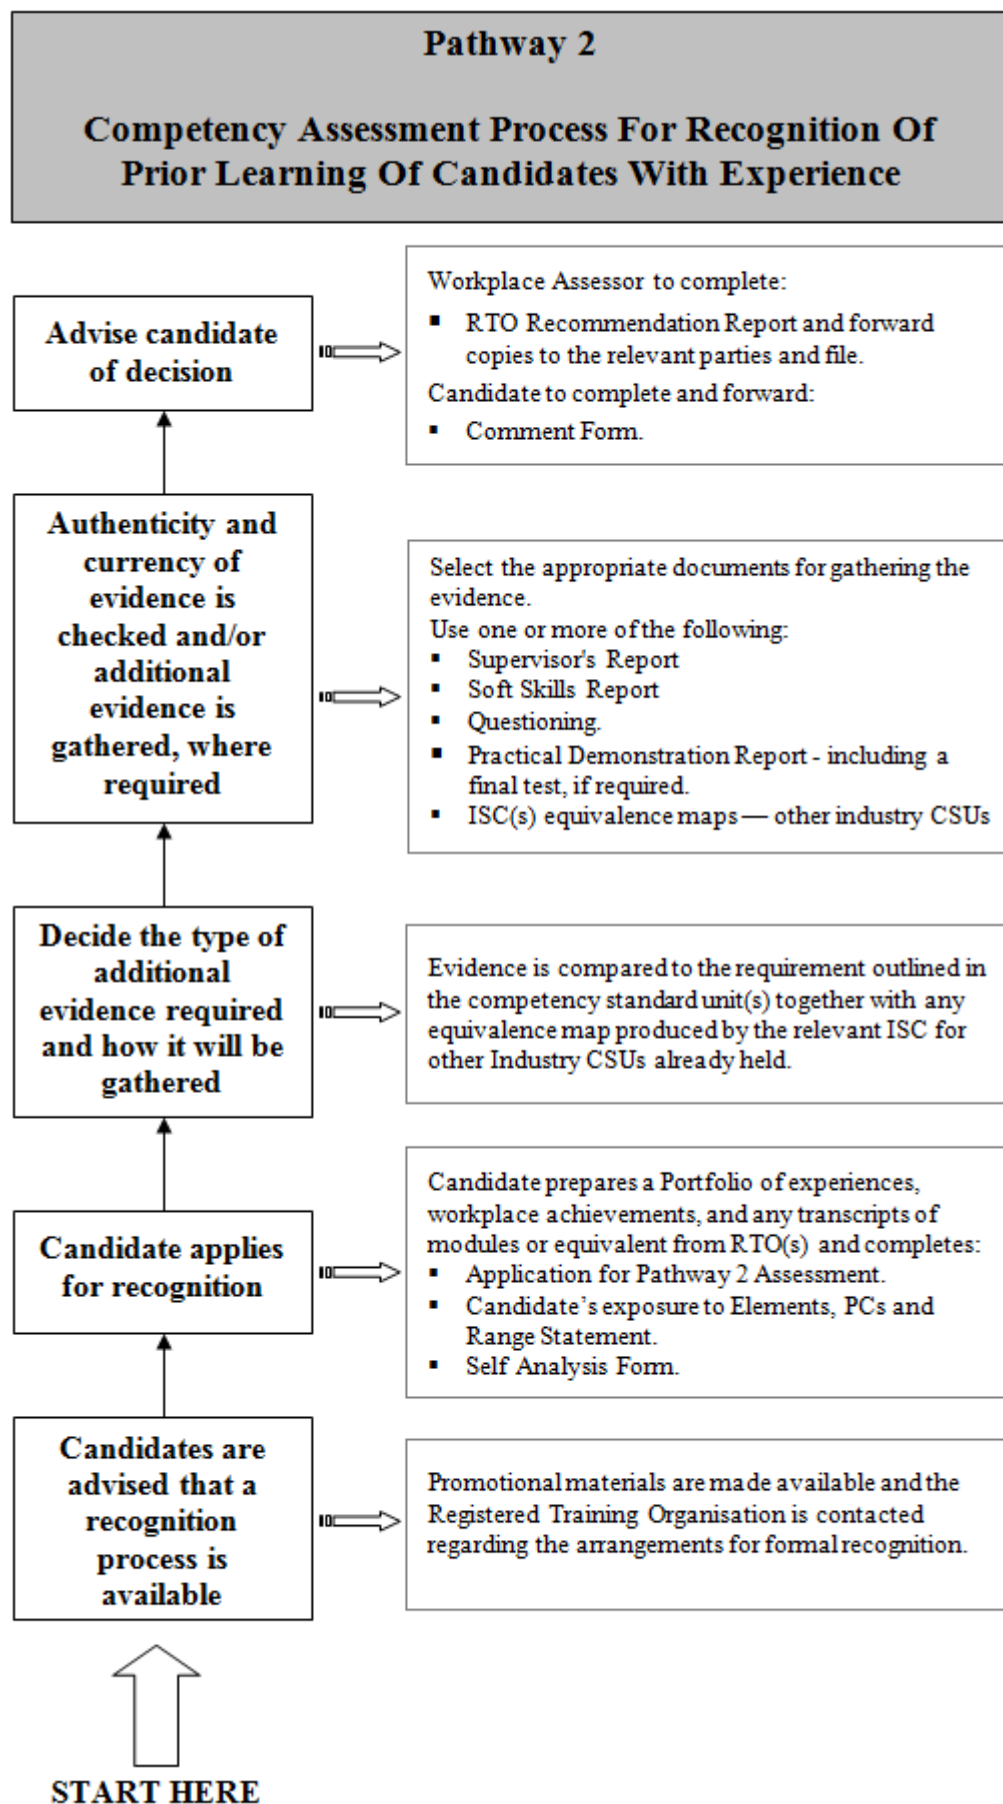 Pathway 2
Competency Assessment Process For Recognition Of
Prior Learning Of Candidates With Experience
Advise candidate
of decision
Workplace Assessor to complete:
▪ RTO Recommendation Report and forward
copies to the relevant parties and file.
Candidate to complete and forward:
▪ Comment Form.
Authenticity and
currency of
evidence is
checked and/or
additional
evidence is
gathered, where
required
Select the appropriate documents for gathering the
evidence.
Use one or more of the following:
▪ Supervisor's Report
▪ Soft Skills Report
▪ Questioning.
▪ Practical Demonstration Report - including a
final test, if required.
▪ ISC(s) equivalence maps — other industry CSUs
Decide the type of
additional
evidence required
and how it will be
gathered
Evidence is compared to the requirement outlined in
the competency standard unit(s) together with any
equivalence map produced by the relevant ISC for
other Industry CSUs already held.
Candidate applies
for recognition
Candidate prepares a Portfolio of experiences,
workplace achievements, and any transcripts of
modules or equivalent from RTO(s) and completes:
▪ Application for Pathway 2 Assessment.
▪ Candidate’s exposure to Elements, PCs and
Range Statement.
▪ Self Analysis Form.
Candidates are
advised that a
recognition
process is
available
Promotional materials are made available and the
Registered Training Organisation is contacted
regarding the arrangements for formal recognition.
START HERE